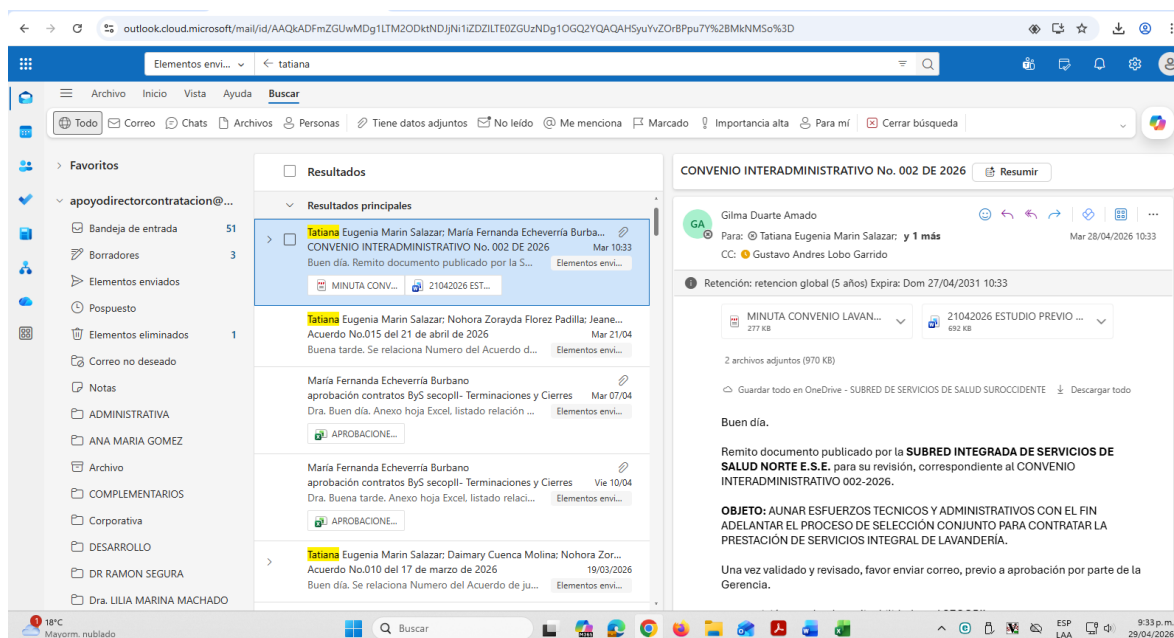 outlook.cloud.microsoft/mail/id/AAQkADFmZGUwMDg1LTM2ODktNDJjNi1iZDZILTE0ZGUzNDg1OGQ2YQAQAHSyuYvZOrBPpu7Y%2BMkNMSo%3D
Elementos envi...
tatiana
Archivo Inicio Vista Ayuda Buscar
Todo Correo Chats Archivos Personas Tiene datos adjuntos No leído Me menciona Marcado Importancia alta Para mí Cerrar búsqueda
Favoritos
apoyodirectorcontratacion@...
Bandeja de entrada 51
Borradores 3
Elementos enviados
Pospuesto
Elementos eliminados 1
Correo no deseado
Notas
ADMINISTRATIVA
ANA MARIA GOMEZ
Archivo
COMPLEMENTARIOS
Corporativa
DESARROLLO
DR RAMON SEGURA
Dra. LILIA MARINA MACHADO
Resultados
Resultados principales
Tatiana Eugenia Marin Salazar; María Fernanda Echeverría Burba...
CONVENIO INTERADMINISTRATIVO No. 002 DE 2026 Mar 10:33
Buen día. Remito documento publicado por la S... Elementos envi...
MINUTA CONV... 21042026 EST...
Tatiana Eugenia Marin Salazar; Nohora Zorayda Florez Padilla; Jeane...
Acuerdo No.015 del 21 de abril de 2026 Mar 21/04
Buena tarde. Se relaciona Numero del Acuerdo d... Elementos envi...
María Fernanda Echeverría Burbano
aprobación contratos ByS secopII- Terminaciones y Cierres Mar 07/04
Dra. Buen día. Anexo hoja Excel, listado relación ... Elementos envi...
APROBACIONE...
María Fernanda Echeverría Burbano
aprobación contratos ByS secopII- Terminaciones y Cierres Vie 10/04
Dra. Buena tarde. Anexo hoja Excel, listado relaci... Elementos envi...
APROBACIONE...
Tatiana Eugenia Marin Salazar; Daimary Cuenca Molina; Nohora Zor...
Acuerdo No.010 del 17 de marzo de 2026 19/03/2026
Buen día. Se relaciona Numero del Acuerdo de ju... Elementos envi...
CONVENIO INTERADMINISTRATIVO No. 002 DE 2026 Resumir
GA
Gilma Duarte Amado
Para: Tatiana Eugenia Marin Salazar; y 1 más Mar 28/04/2026 10:33
CC: Gustavo Andres Lobo Garrido
Retención: retencion global (5 años) Expira: Dom 27/04/2031 10:33
MINUTA CONVENIO LAVAN... 21042026 ESTUDIO PREVIO ...
277 KB 692 KB
2 archivos adjuntos (970 KB)
Guardar todo en OneDrive - SUBRED DE SERVICIOS DE SALUD SUROCCIDENTE Descargar todo
Buen día.
Remito documento publicado por la SUBRED INTEGRADA DE SERVICIOS DE
SALUD NORTE E.S.E. para su revisión, correspondiente al CONVENIO
INTERADMINISTRATIVO 002-2026.
OBJETO: AUNAR ESFUERZOS TECNICOS Y ADMINISTRATIVOS CON EL FIN
ADELANTAR EL PROCESO DE SELECCIÓN CONJUNTO PARA CONTRATAR LA
PRESTACIÓN DE SERVICIOS INTEGRAL DE LAVANDERÍA.
Una vez validado y revisado, favor enviar correo, previo a aprobación por parte de la
Gerencia.
1
18°C
Mayorm. nublado
Buscar
ESP
LAA
9:33 p.m.
29/04/2026